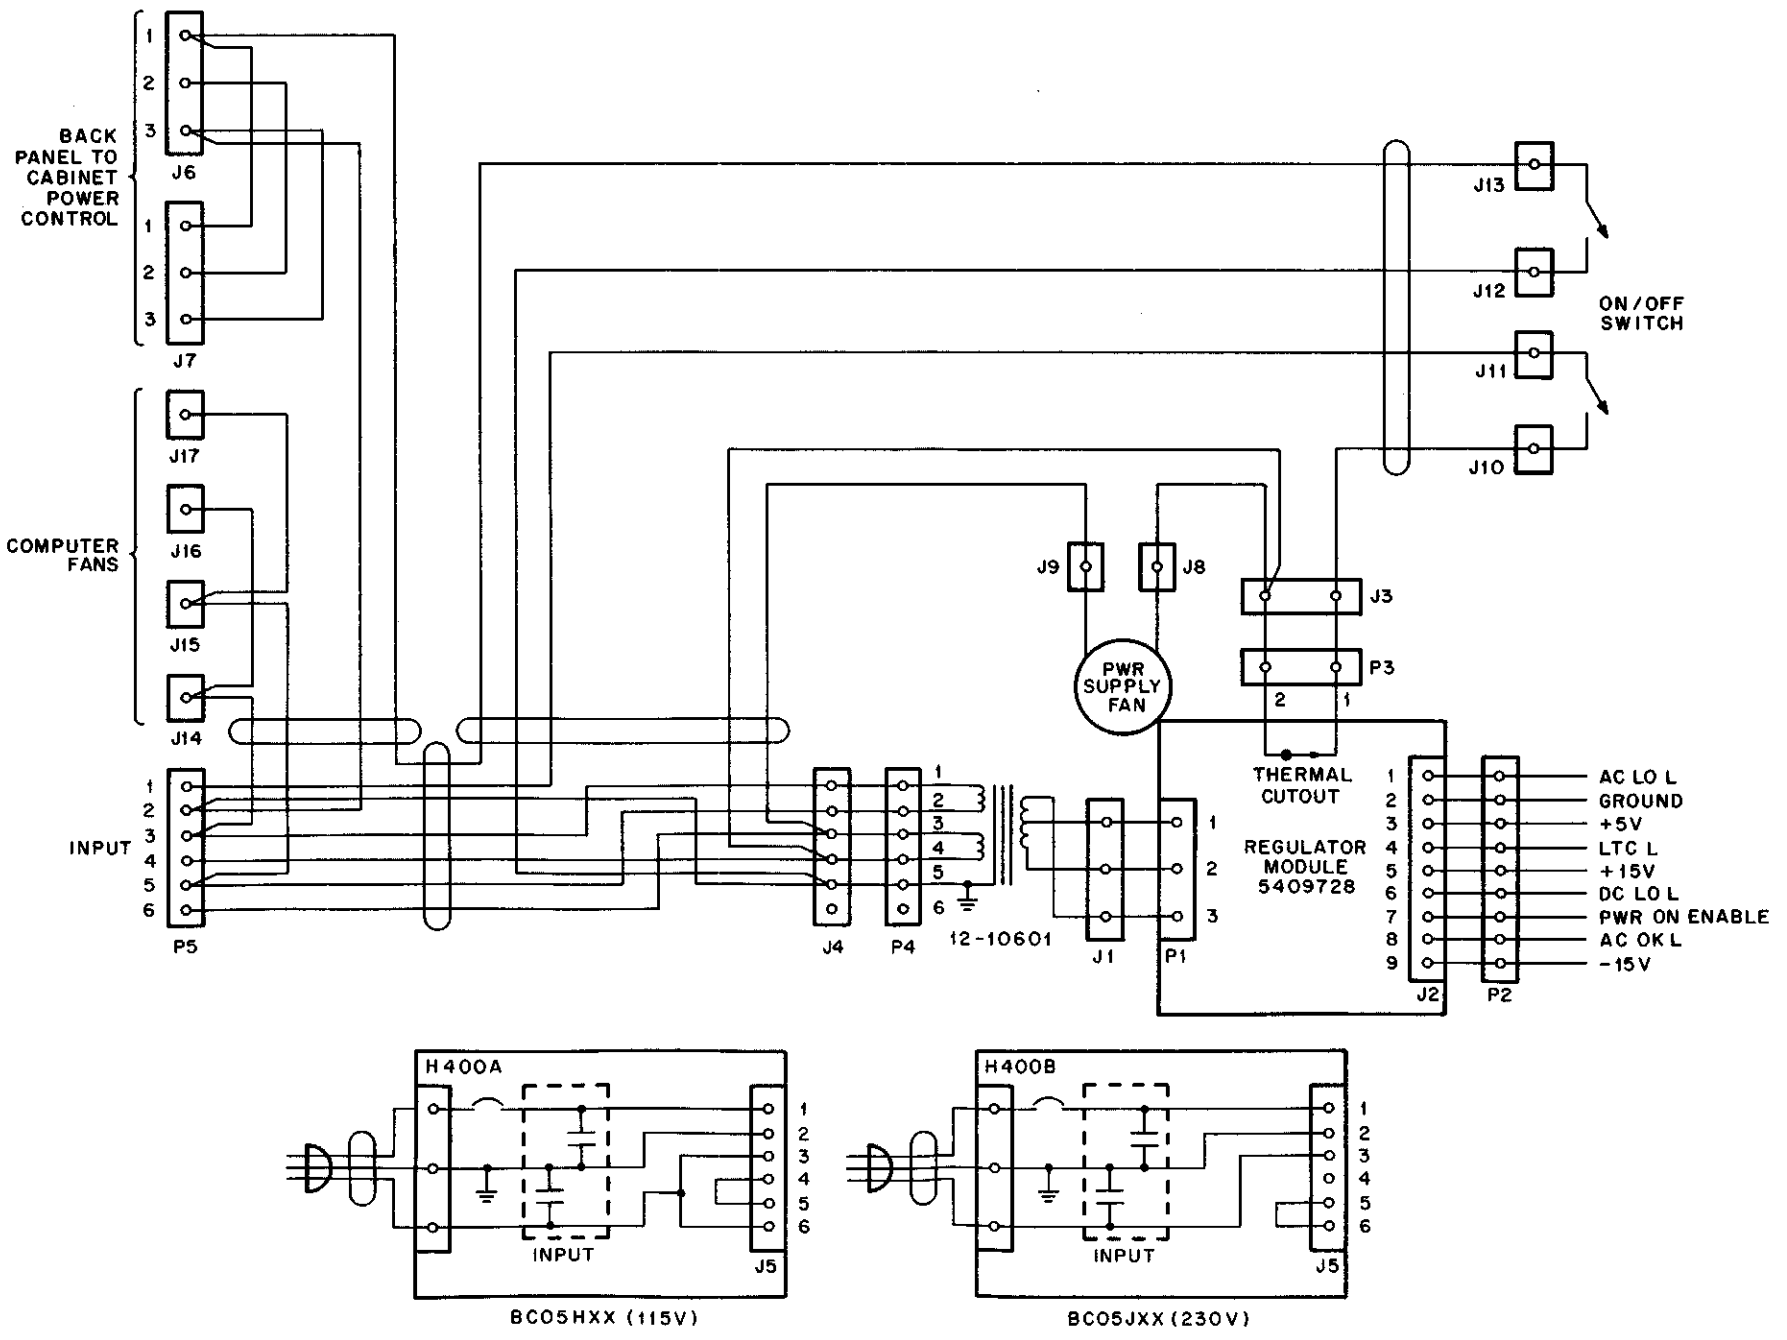 1
2
3
J6
BACK
PANEL TO
CABINET
POWER
CONTROL
1
2
3
J7
J17
J16
J15
J14
COMPUTER
FANS
INPUT
1
2
3
4
5
6
P5
J13
J12
J11
J10
ON/OFF
SWITCH
J9
J8
PWR
SUPPLY
FAN
J3
P3
2
1
THERMAL
CUTOUT
J4
P4
1
2
3
4
5
6
12-10601
J1
P1
1
2
3
REGULATOR
MODULE
5409728
1
2
3
4
5
6
7
8
9
J2
P2
AC LO L
GROUND
+5V
LTC L
+15V
DC LO L
PWR ON ENABLE
AC OK L
-15V
H400A
INPUT
1
2
3
4
5
6
J5
BC05HXX (115V)
H400B
INPUT
1
2
3
4
5
6
J5
BC05JXX (230V)